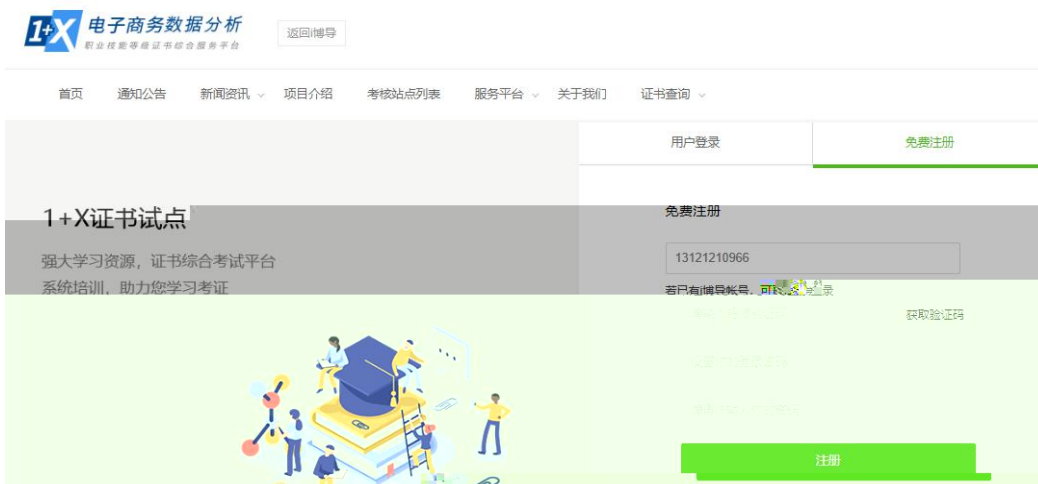 1+X 电子商务数据分析
职业技能等级证书综合服务平台
返回i博导
首页 通知公告 新闻资讯 项目介绍 考核站点列表 服务平台 关于我们 证书查询
用户登录 免费注册
1+X证书试点
免费注册
强大学习资源，证书综合考试平台
13121210966
系统培训，助力您学习考证
若已有i博导帐号，可
录
获取验证码
注册